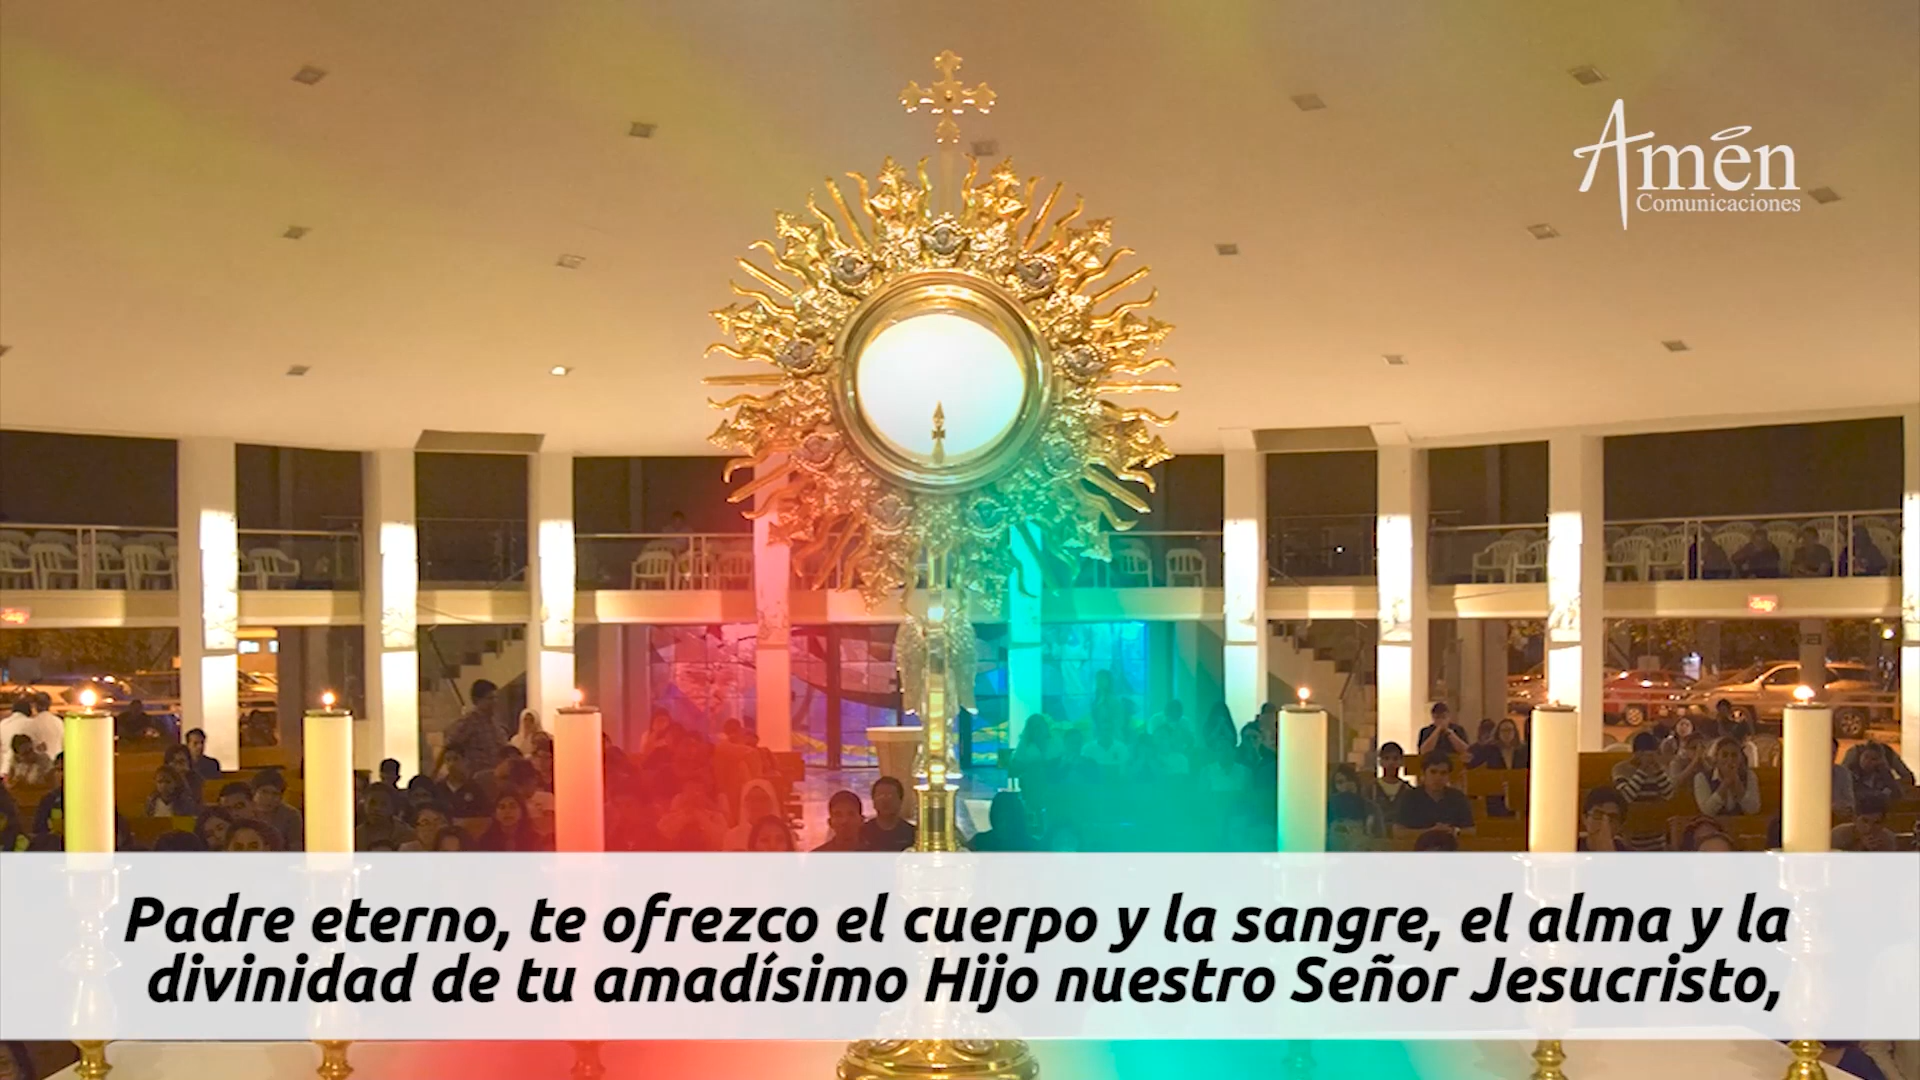 Amén
Comunicaciones
Padre eterno, te ofrezco el cuerpo y la sangre, el alma y la
divinidad de tu amadísimo Hijo nuestro Señor Jesucristo,